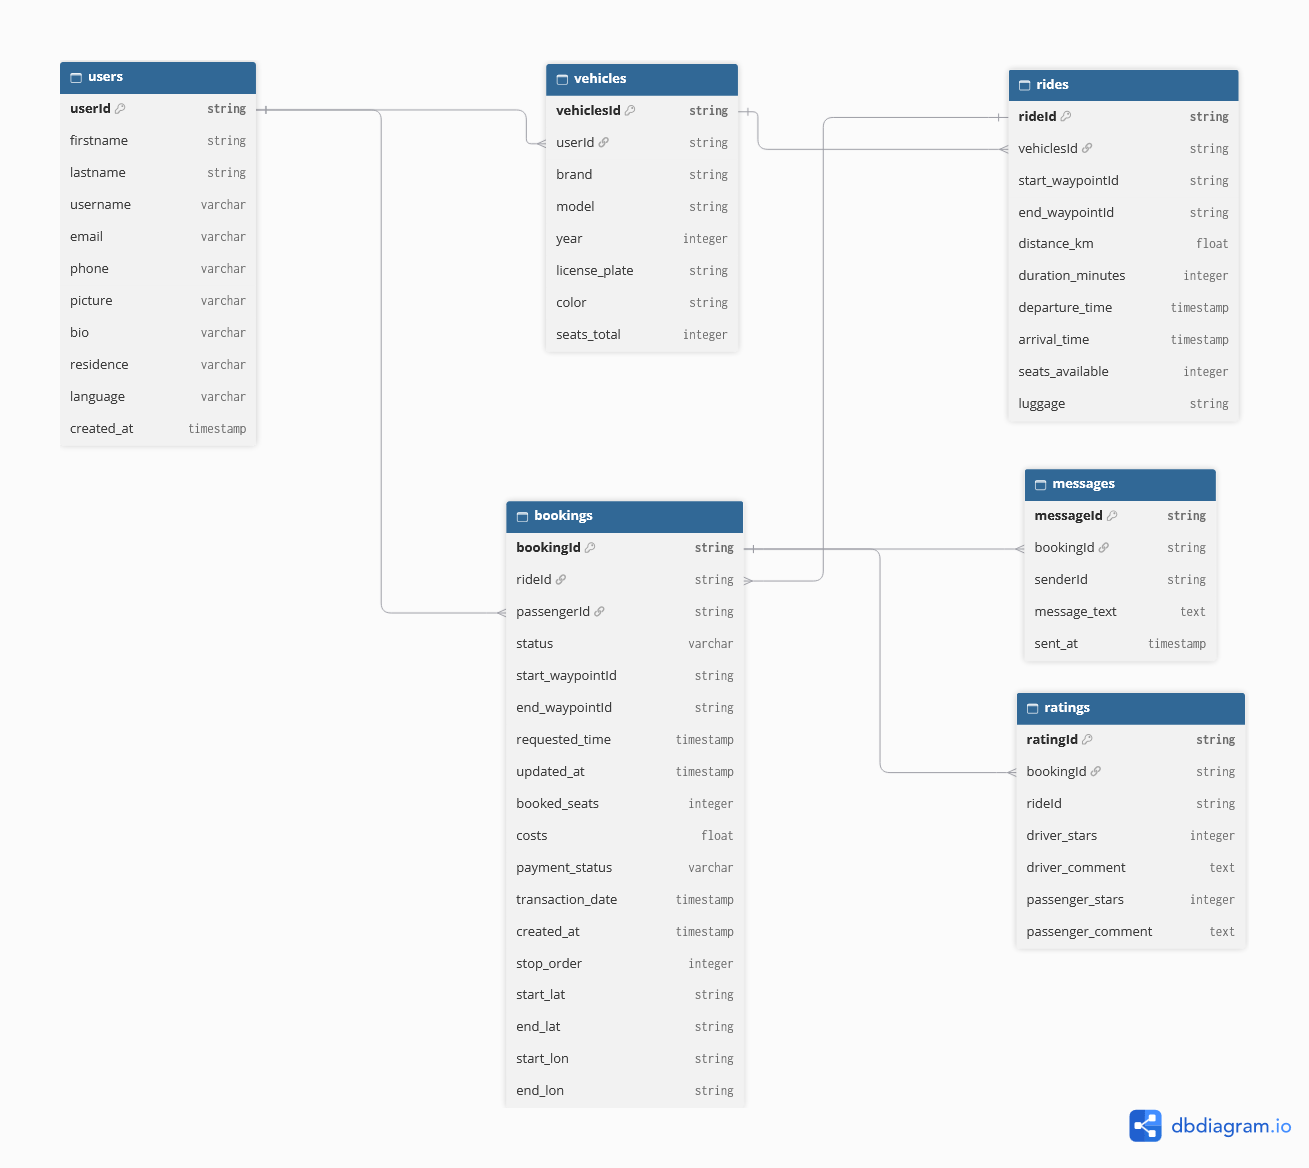 users
userId string
firstname string
lastname string
username varchar
email varchar
phone varchar
picture varchar
bio varchar
residence varchar
language varchar
created_at timestamp
vehicles
vehiclesId string
userId string
brand string
model string
year integer
license_plate string
color string
seats_total integer
rides
rideId string
vehiclesId string
start_waypointId string
end_waypointId string
distance_km float
duration_minutes integer
departure_time timestamp
arrival_time timestamp
seats_available integer
luggage string
bookings
bookingId string
rideId string
passengerId string
status varchar
start_waypointId string
end_waypointId string
requested_time timestamp
updated_at timestamp
booked_seats integer
costs float
payment_status varchar
transaction_date timestamp
created_at timestamp
stop_order integer
start_lat string
end_lat string
start_lon string
end_lon string
messages
messageId string
bookingId string
senderId string
message_text text
sent_at timestamp
ratings
ratingId string
bookingId string
rideId string
driver_stars integer
driver_comment text
passenger_stars integer
passenger_comment text
dbdiagram.io